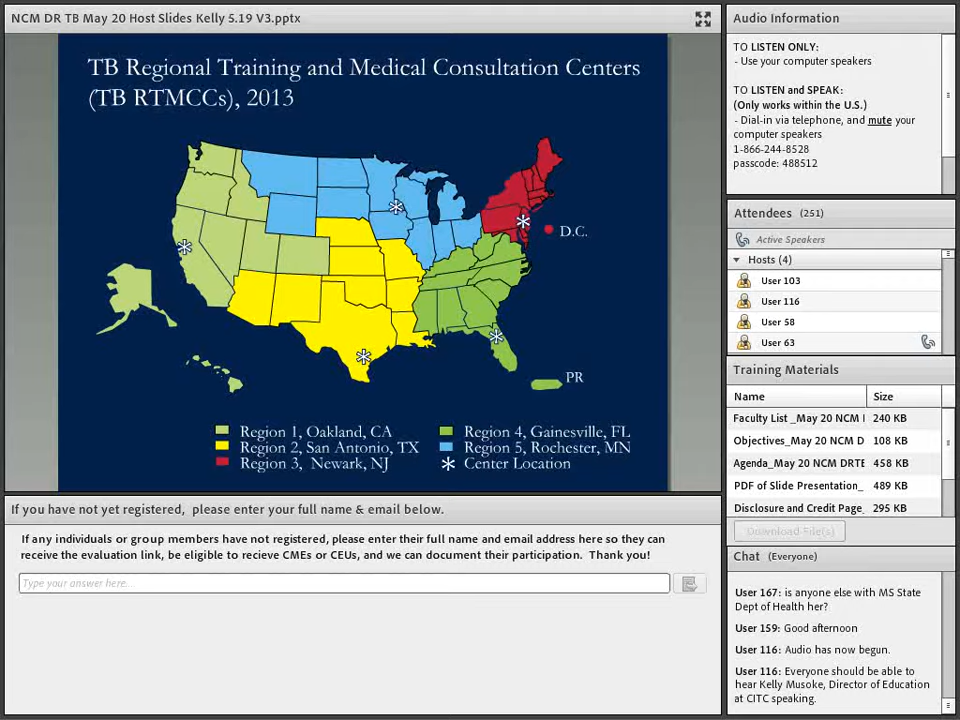 NCM DR TB May 20 Host Slides Kelly 5.19 V3.pptx
TB Regional Training and Medical Consultation Centers
(TB RTMCCs), 2013
D.C.
PR
Region 1, Oakland, CA
Region 2, San Antonio, TX
Region 3, Newark, NJ
Region 4, Gainesville, FL
Region 5, Rochester, MN
* Center Location
If you have not yet registered, please enter your full name & email below.
If any individuals or group members have not registered, please enter their full name and email address here so they can
receive the evaluation link, be eligible to recieve CMEs or CEUs, and we can document their participation. Thank you!
Type your answer here...
Audio Information
TO LISTEN ONLY:
- Use your computer speakers
TO LISTEN and SPEAK:
(Only works within the U.S.)
- Dial-in via telephone, and mute your
computer speakers
1-866-244-8528
passcode: 488512
Attendees (251)
Active Speakers
Hosts (4)
User 103
User 116
User 58
User 63
Training Materials
Name Size
Faculty List _May 20 NCM 240 KB
Objectives_May 20 NCM D 108 KB
Agenda_May 20 NCM DRTE 458 KB
PDF of Slide Presentation_ 489 KB
Disclosure and Credit Page_ 295 KB
Download File(s)
Chat (Everyone)
User 167: is anyone else with MS State
Dept of Health her?
User 159: Good afternoon
User 116: Audio has now begun.
User 116: Everyone should be able to
hear Kelly Musoke, Director of Education
at CITC speaking.